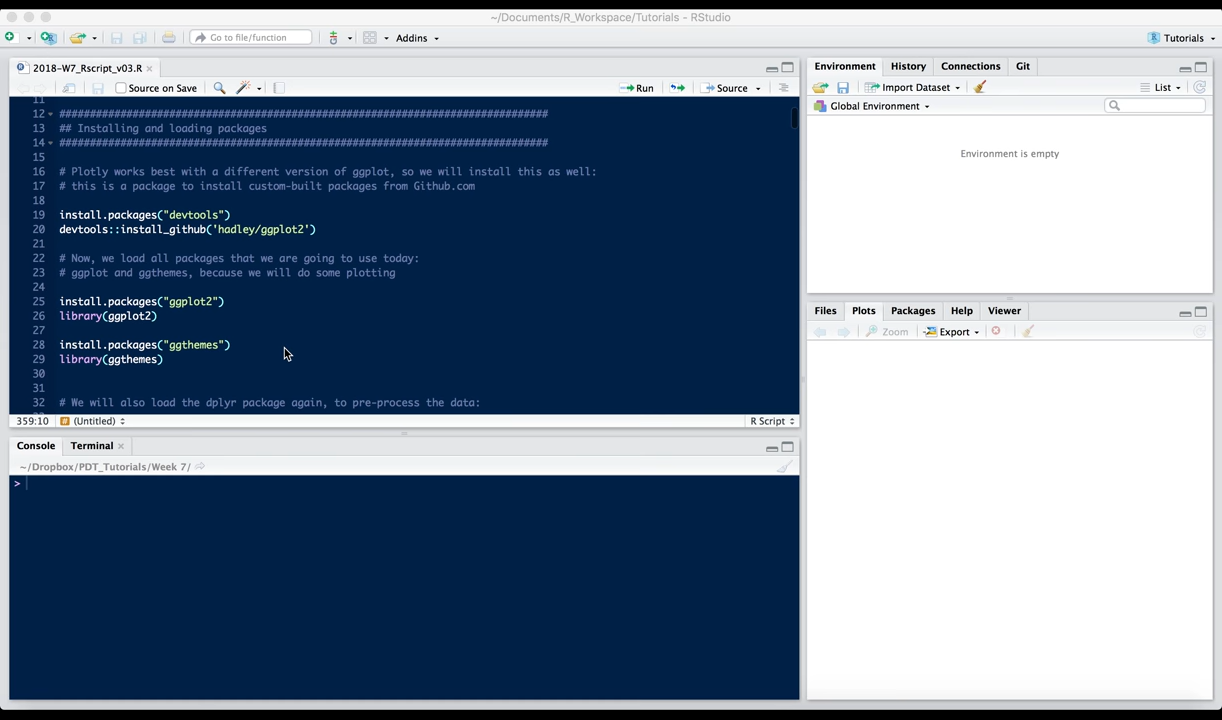 ~/Documents/R_Workspace/Tutorials - RStudio
Go to file/function
Addins
Tutorials
2018-W7_Rscript_v03.R
Source on Save
Run
Source
11
12 ################################################################################
13 ## Installing and loading packages
14 ################################################################################
15
16 # Plotly works best with a different version of ggplot, so we will install this as well:
17 # this is a package to install custom-built packages from Github.com
18
19 install.packages("devtools")
20 devtools::install_github('hadley/ggplot2')
21
22 # Now, we load all packages that we are going to use today:
23 # ggplot and ggthemes, because we will do some plotting
24
25 install.packages("ggplot2")
26 library(ggplot2)
27
28 install.packages("ggthemes")
29 library(ggthemes)
30
31
32 # We will also load the dplyr package again, to pre-process the data:
359:10 # (Untitled) R Script
Console Terminal
~/Dropbox/PDT_Tutorials/Week 7/
>
Environment History Connections Git
Import Dataset List
Global Environment
Environment is empty
Files Plots Packages Help Viewer
Zoom Export